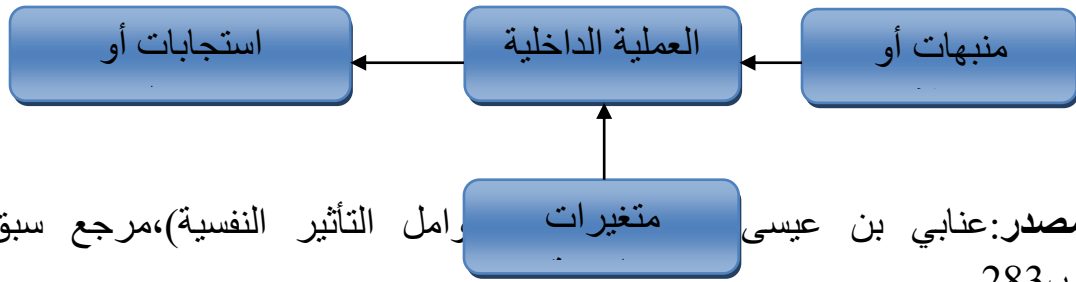 منبهات أو
العملية الداخلية
استجابات أو
متغيرات
مصدر:عنابي بن عيسى وامل التأثير النفسية)،مرجع سبق
283